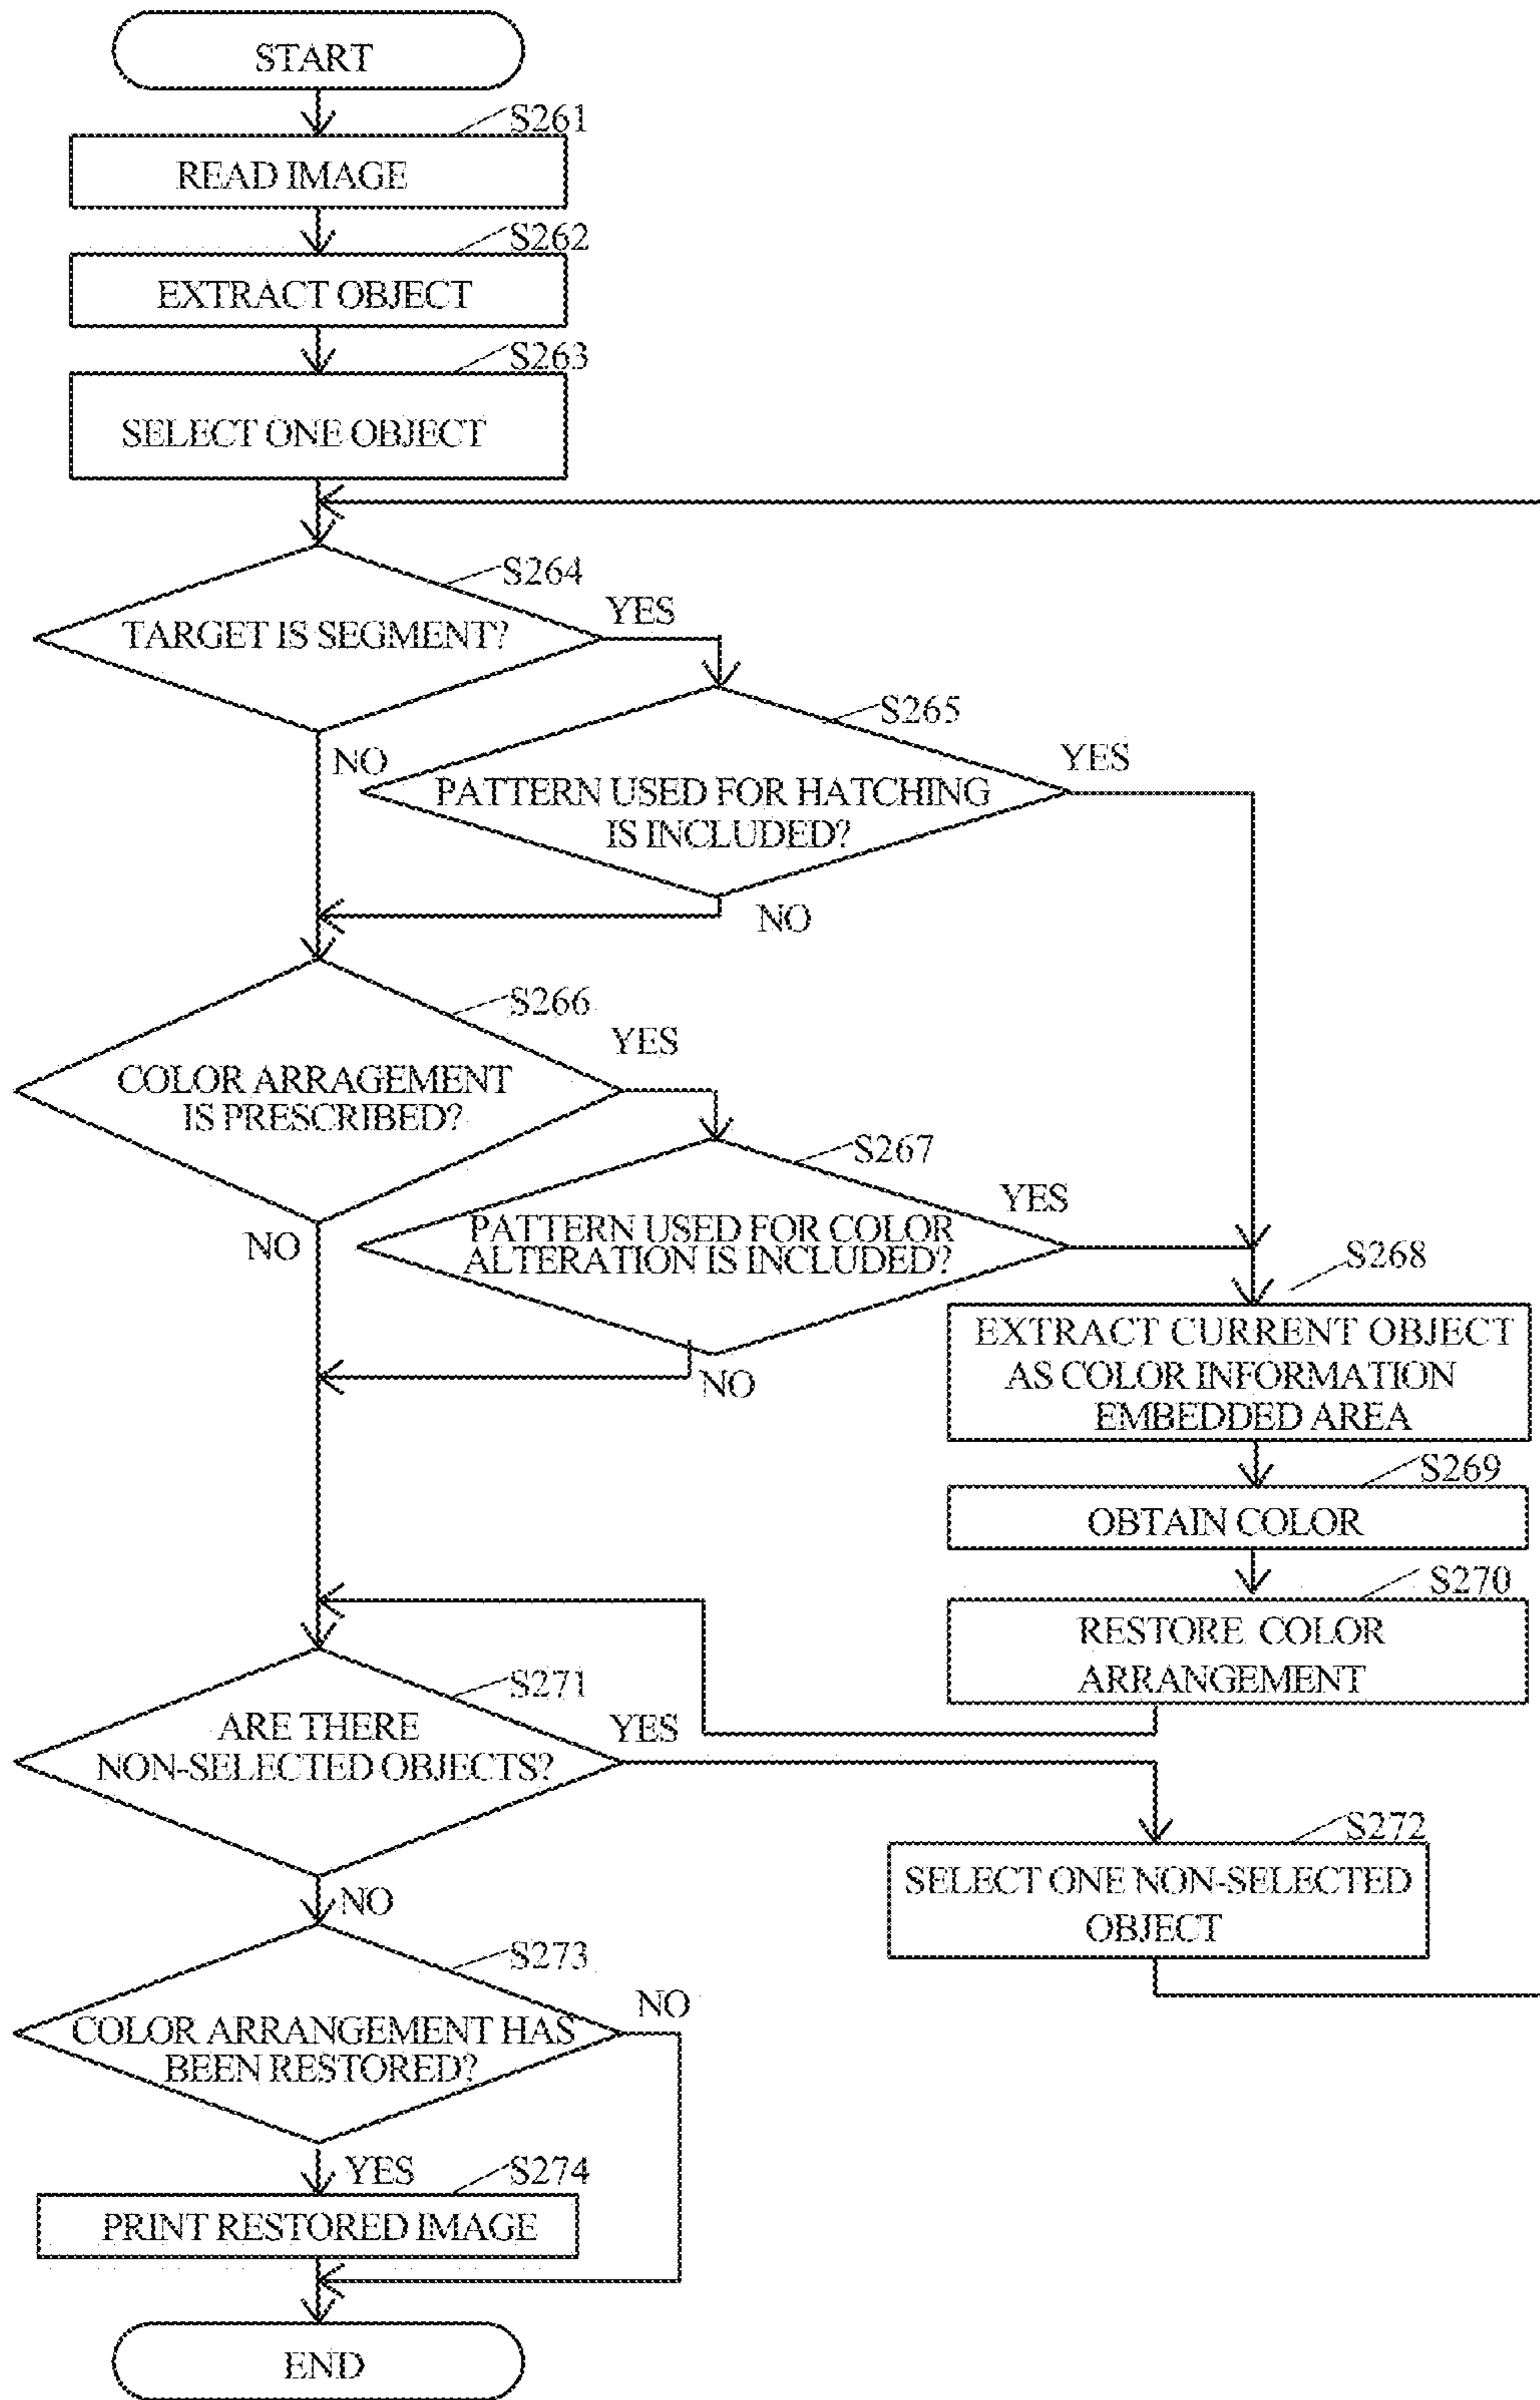 START
S261
READ IMAGE
S262
EXTRACT OBJECT
S263
SELECT ONE OBJECT
S264
TARGET IS SEGMENT?
YES
NO
S265
PATTERN USED FOR HATCHING
IS INCLUDED?
YES
NO
S266
COLOR ARRAGEMENT
IS PRESCRIBED?
YES
NO
S267
PATTERN USED FOR COLOR
ALTERATION IS INCLUDED?
YES
NO
S268
EXTRACT CURRENT OBJECT
AS COLOR INFORMATION
EMBEDDED AREA
S269
OBTAIN COLOR
S270
RESTORE COLOR
ARRANGEMENT
S271
ARE THERE
NON-SELECTED OBJECTS?
YES
NO
S272
SELECT ONE NON-SELECTED
OBJECT
S273
COLOR ARRANGEMENT HAS
BEEN RESTORED?
NO
YES
S274
PRINT RESTORED IMAGE
END